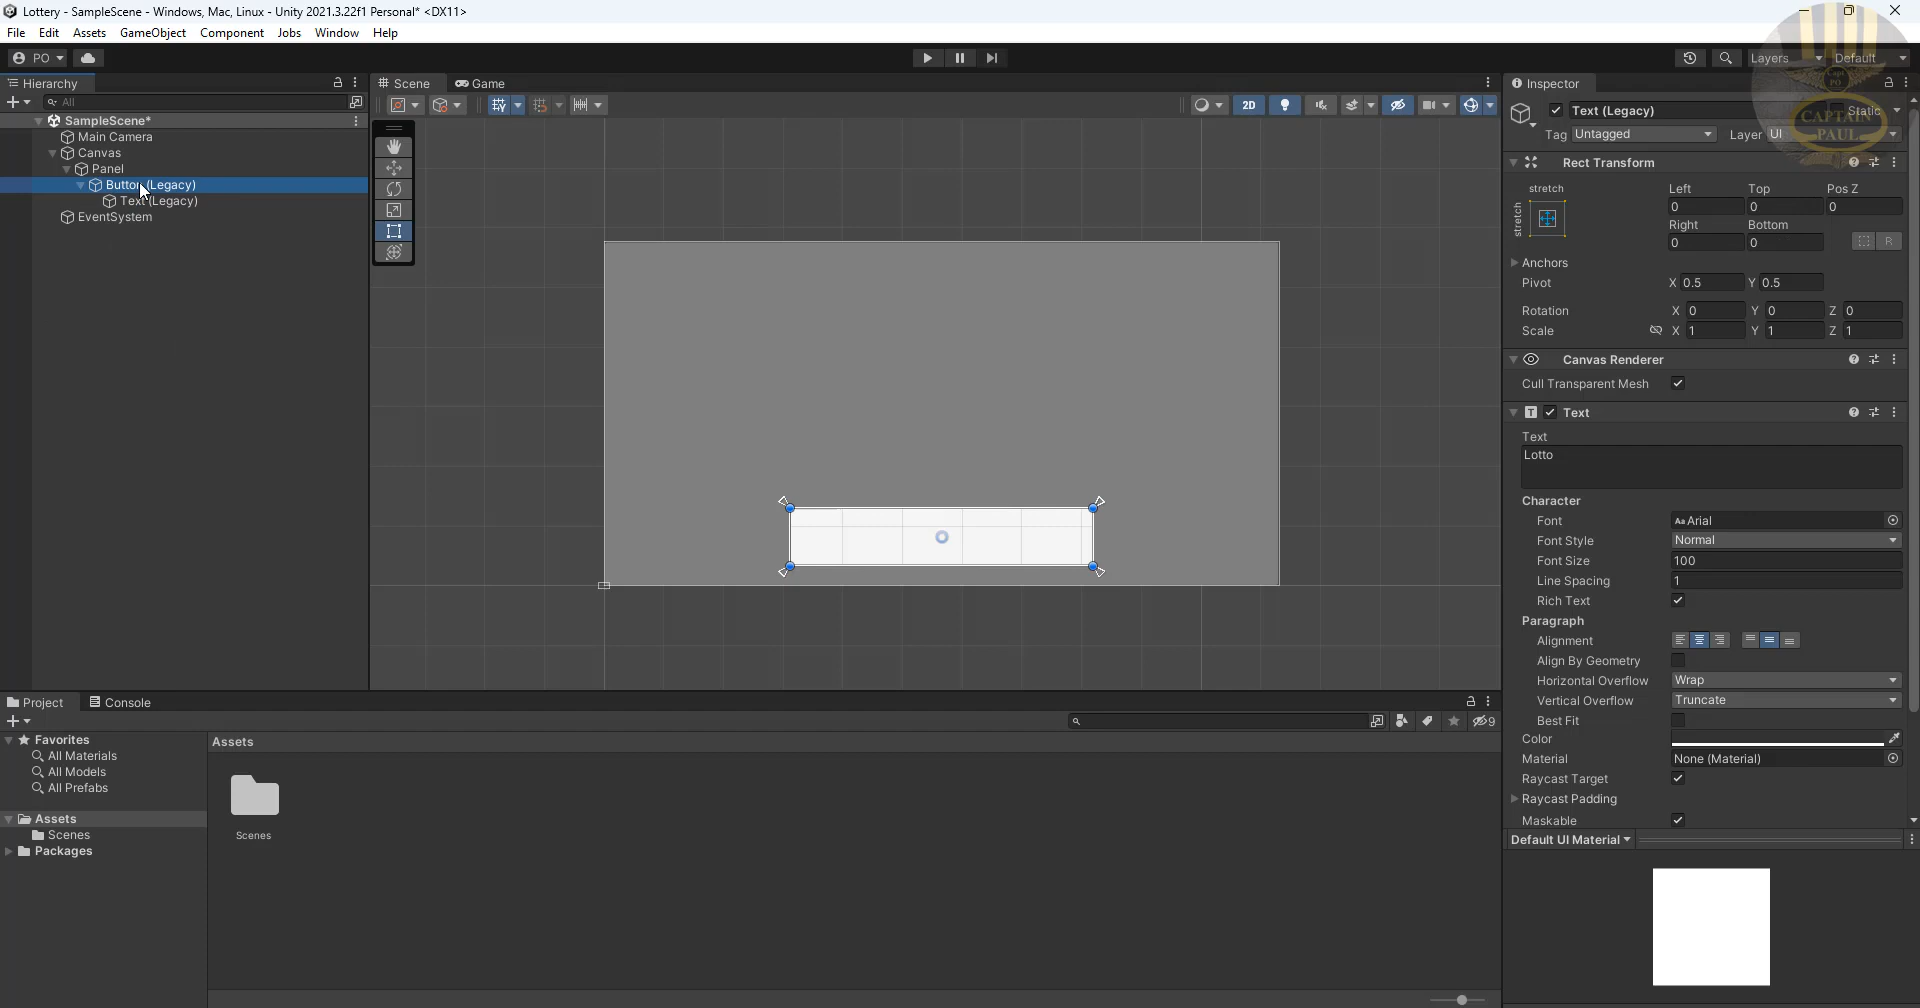 Lottery - SampleScene - Windows, Mac, Linux - Unity 2021.3.22f1 Personal* <DX11>
File Edit Assets GameObject Component Jobs Window Help
PO Layers Default
Hierarchy
All
SampleScene*
Main Camera
Canvas
Panel
Button (Legacy)
Text (Legacy)
EventSystem
Scene Game
2D
Inspector
Text (Legacy) Static
Tag Untagged Layer UI
Capt
PO
CAPTAIN
PAUL
Rect Transform
stretch
stretch
Left Top Pos Z
0 0 0
Right Bottom
0 0 R
Anchors
Pivot X 0.5 Y 0.5
Rotation X 0 Y 0 Z 0
Scale X 1 Y 1 Z 1
Canvas Renderer
Cull Transparent Mesh
T Text
Text
Lotto
Character
Font Aa Arial
Font Style Normal
Font Size 100
Line Spacing 1
Rich Text
Paragraph
Alignment
Align By Geometry
Horizontal Overflow Wrap
Vertical Overflow Truncate
Best Fit
Color
Material None (Material)
Raycast Target
Raycast Padding
Maskable
Default UI Material
Project Console
9
Favorites
All Materials
All Models
All Prefabs
Assets
Scenes
Packages
Assets
Scenes